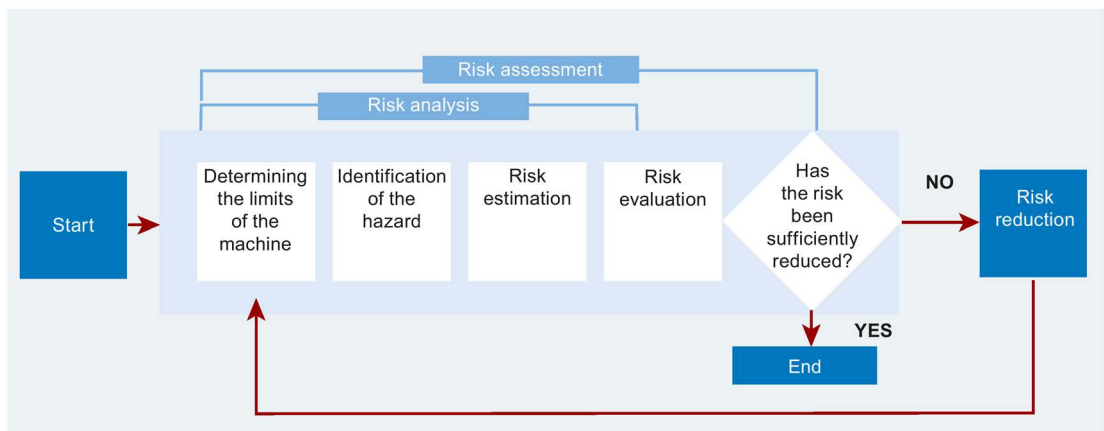 Risk assessment
Risk analysis
Start
Determining
the limits
of the
machine
Identification
of the
hazard
Risk
estimation
Risk
evaluation
Has
the risk
been
sufficiently
reduced?
NO
Risk
reduction
YES
End